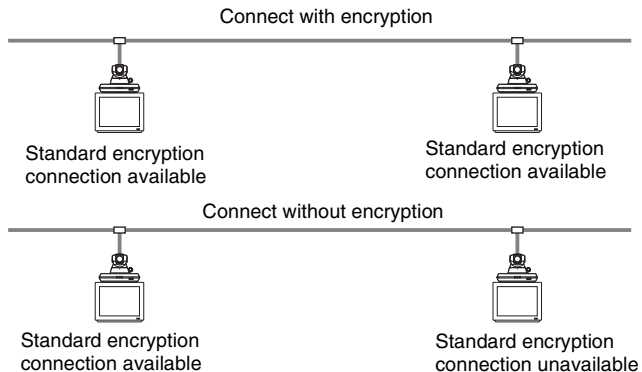 Connect with encryption
Standard encryption
connection available
Standard encryption
connection available
Connect without encryption
Standard encryption
connection available
Standard encryption
connection unavailable